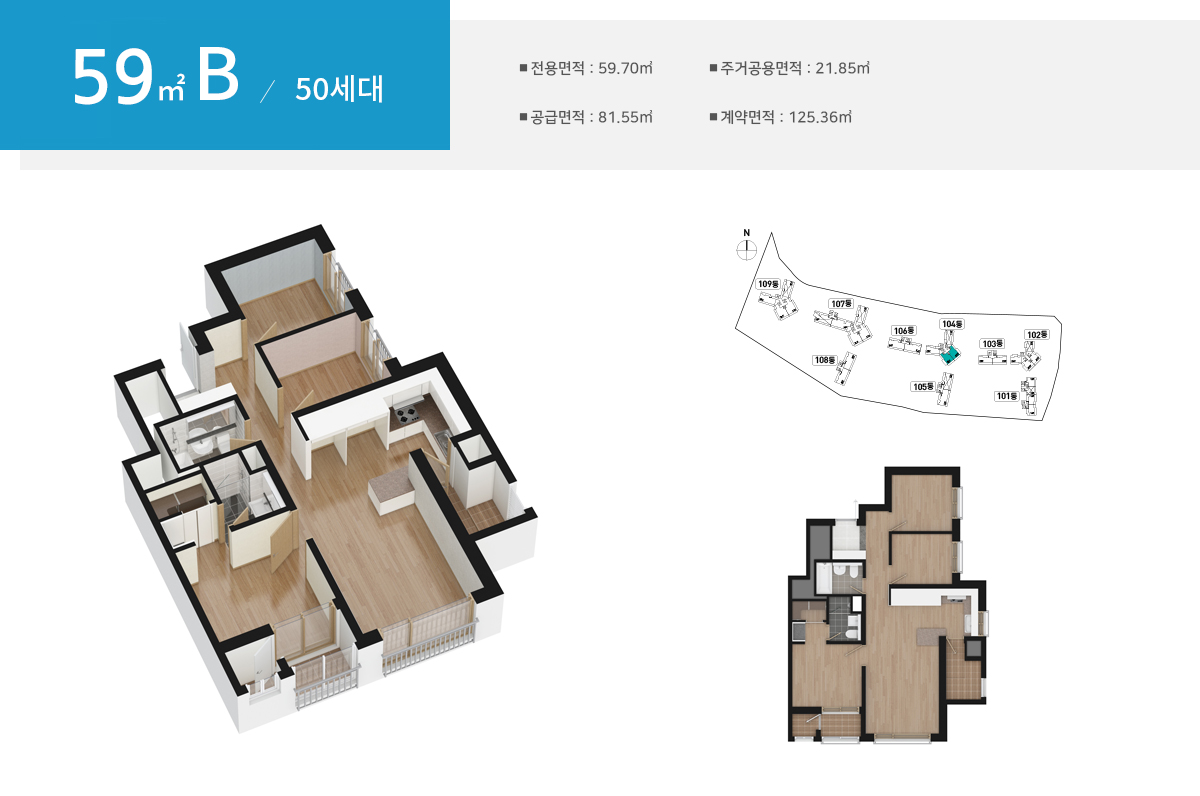 59㎡ B / 50세대
■ 전용면적 : 59.70㎡
■ 주거공용면적 : 21.85㎡
■ 공급면적 : 81.55㎡
■ 계약면적 : 125.36㎡
N
109동
107동
104동
106동
102동
103동
108동
105동
101동